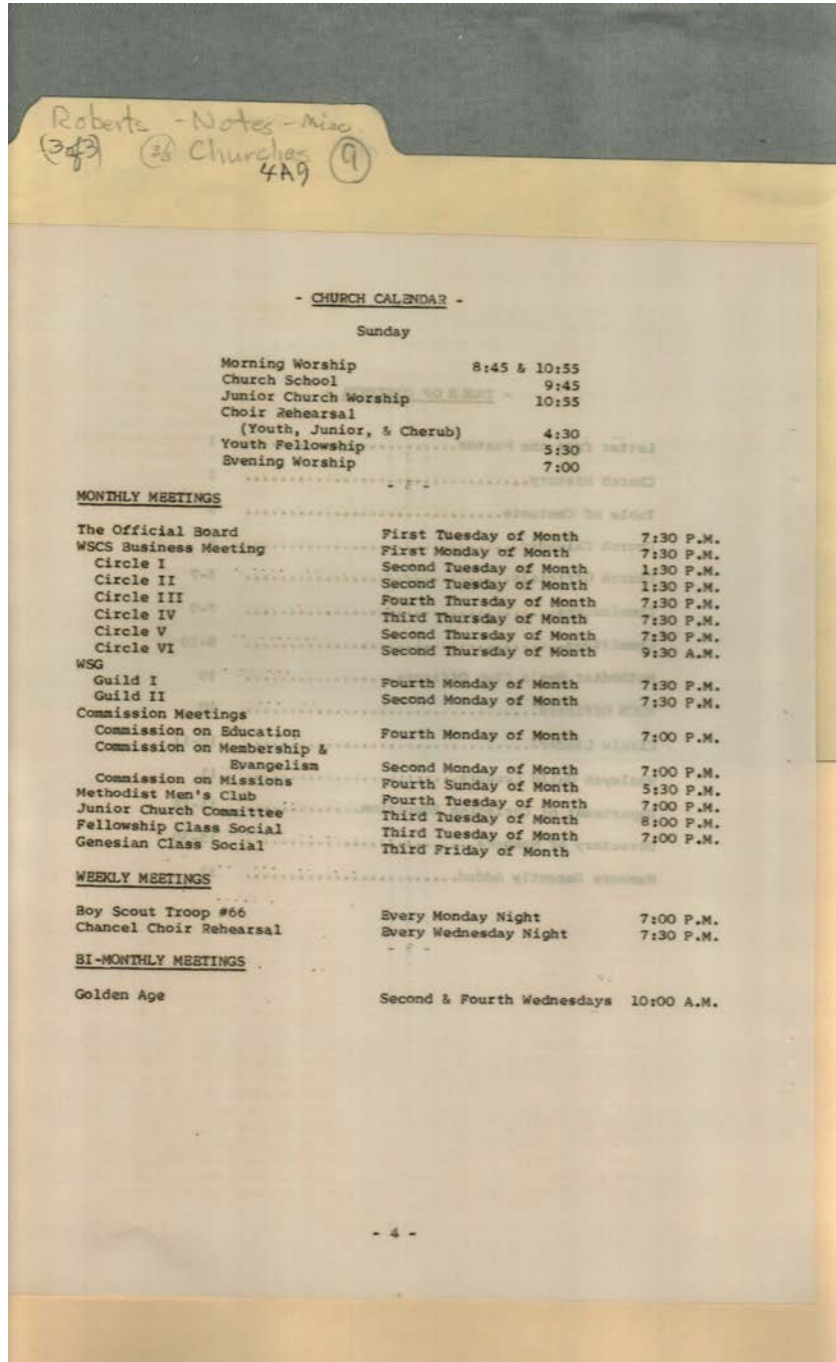 Roberts - Notes - Misc
(3 of 3) Churches 9
4A9
- CHURCH CALENDAR -
Sunday
Morning Worship 8:45 & 10:55
Church School 9:45
Junior Church Worship 10:55
Choir Rehearsal
(Youth, Junior, & Cherub) 4:30
Youth Fellowship 5:30
Evening Worship 7:00
MONTHLY MEETINGS
The Official Board First Tuesday of Month 7:30 P.M.
WSCS Business Meeting First Monday of Month 7:30 P.M.
Circle I Second Tuesday of Month 1:30 P.M.
Circle II Second Tuesday of Month 1:30 P.M.
Circle III Fourth Thursday of Month 7:30 P.M.
Circle IV Third Thursday of Month 7:30 P.M.
Circle V Second Thursday of Month 7:30 P.M.
Circle VI Second Thursday of Month 9:30 A.M.
WSG
Guild I Fourth Monday of Month 7:30 P.M.
Guild II Second Monday of Month 7:30 P.M.
Commission Meetings
Commission on Education Fourth Monday of Month 7:00 P.M.
Commission on Membership &
Evangelism Second Monday of Month 7:00 P.M.
Commission on Missions Fourth Sunday of Month 5:30 P.M.
Methodist Men's Club Fourth Tuesday of Month 7:00 P.M.
Junior Church Committee Third Tuesday of Month 8:00 P.M.
Fellowship Class Social Third Tuesday of Month 7:00 P.M.
Genesian Class Social Third Friday of Month
WEEKLY MEETINGS
Boy Scout Troop #66 Every Monday Night 7:00 P.M.
Chancel Choir Rehearsal Every Wednesday Night 7:30 P.M.
BI-MONTHLY MEETINGS
Golden Age Second & Fourth Wednesdays 10:00 A.M.
- 4 -